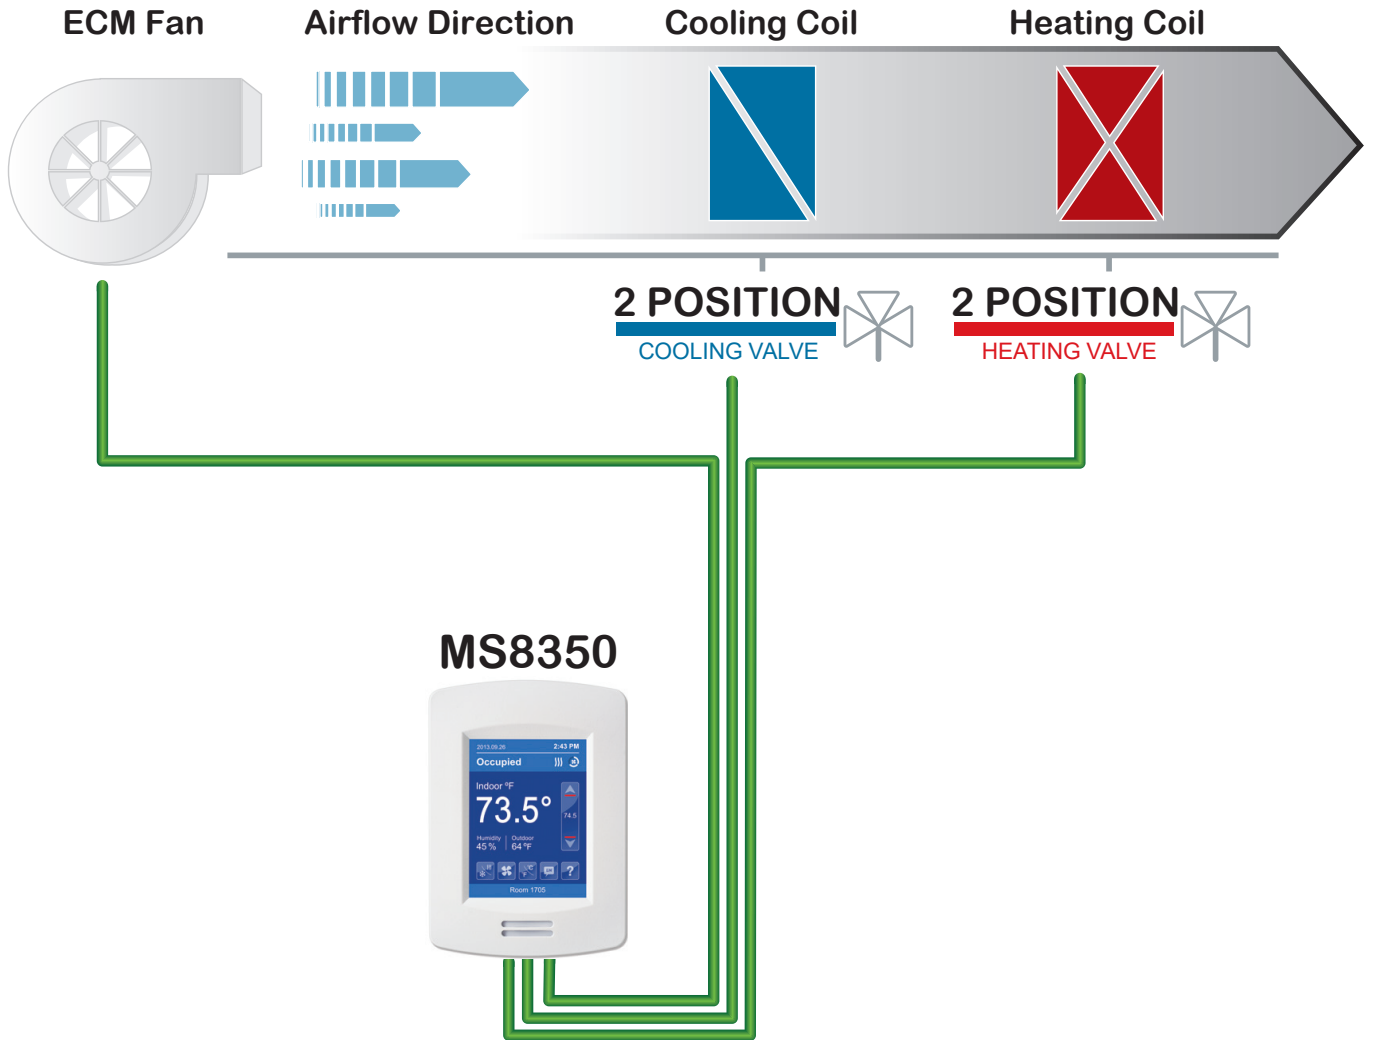 ECM Fan
Airflow Direction
Cooling Coil
Heating Coil
2 POSITION
COOLING VALVE
2 POSITION
HEATING VALVE
MS8350
2013.09.26 2:43 PM
Occupied
Indoor °F
73.5°
74.5
Humidity Outdoor
45 % 64 °F
?
Room 1705